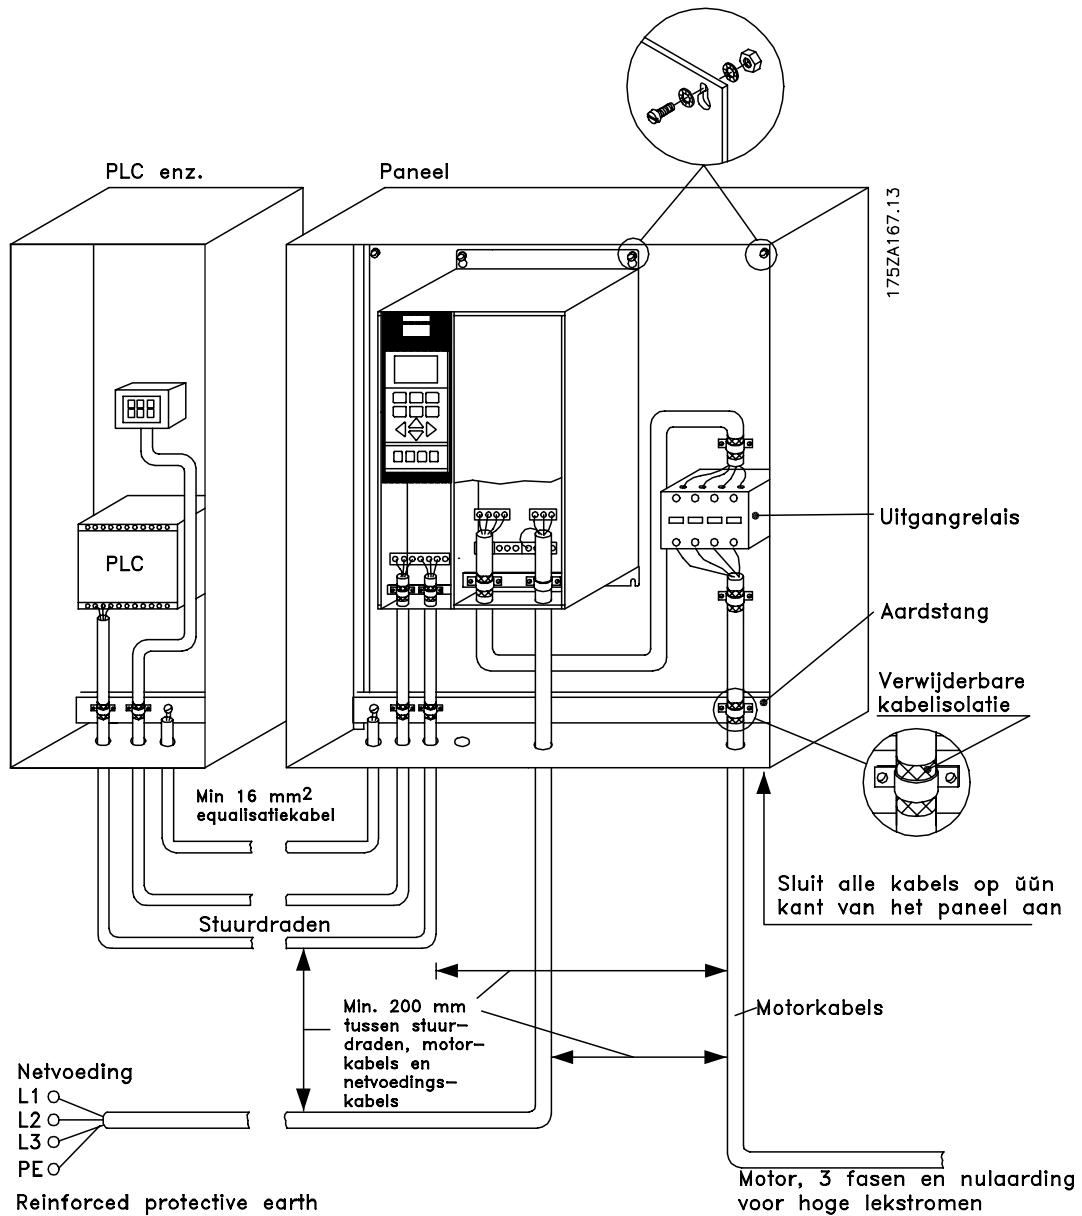 PLC enz.
Paneel
175ZA167.13
PLC
Uitgangrelais
Aardstang
Verwijderbare
kabelisolatie
Min 16 mm2
equalisatiekabel
Sluit alle kabels op ŭŭn
kant van het paneel aan
Stuurdraden
Min. 200 mm
tussen stuur-
draden, motor-
kabels en
netvoedings-
kabels
Motorkabels
Netvoeding
L1
L2
L3
PE
Reinforced protective earth
Motor, 3 fasen en nulaarding
voor hoge lekstromen